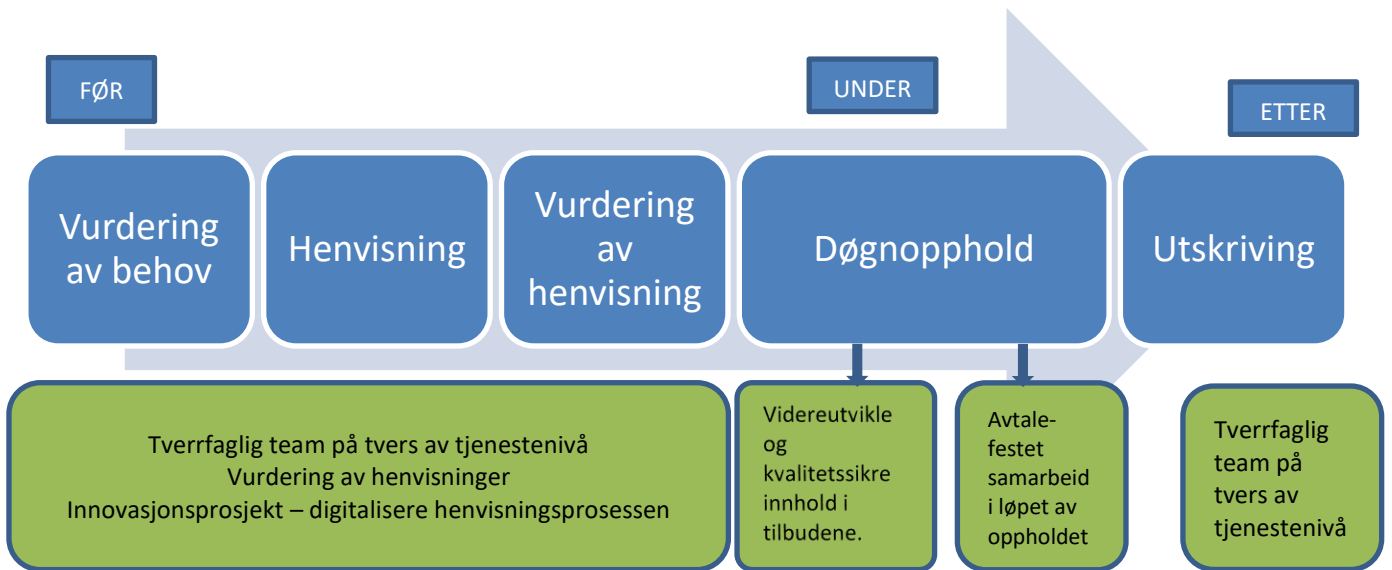 FØR
UNDER
ETTER
Vurdering
av behov
Henvisning
Vurdering
av
henvisning
Døgnopphold
Utskriving
Tverrfaglig team på tvers av tjenestenivå
Vurdering av henvisninger
Innovasjonsprosjekt – digitalisere henvisningsprosessen
Videreutvikle
og
kvalitetssikre
innhold i
tilbudene.
Avtale-
festet
samarbeid
i løpet av
oppholdet
Tverrfaglig
team på
tvers av
tjenestenivå